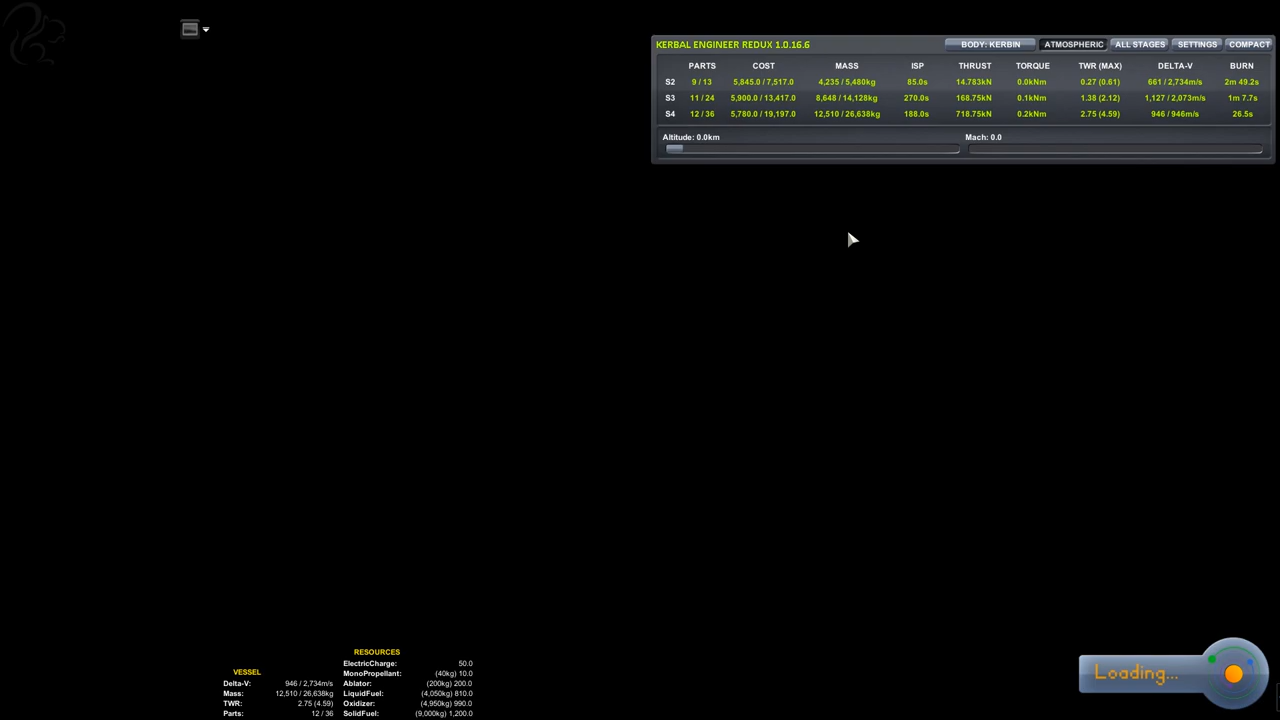 KERBAL ENGINEER REDUX 1.0.16.6 BODY: KERBIN ATMOSPHERIC ALL STAGES SETTINGS COMPACT
PARTS COST MASS ISP THRUST TORQUE TWR (MAX) DELTA-V BURN
S2 9 / 13 5,845.0 / 7,517.0 4,235 / 5,480kg 85.0s 14.783kN 0.0kNm 0.27 (0.61) 661 / 2,734m/s 2m 49.2s
S3 11 / 24 5,900.0 / 13,417.0 8,648 / 14,128kg 270.0s 168.75kN 0.1kNm 1.38 (2.12) 1,127 / 2,073m/s 1m 7.7s
S4 12 / 36 5,780.0 / 19,197.0 12,510 / 26,638kg 188.0s 718.75kN 0.2kNm 2.75 (4.59) 946 / 946m/s 26.5s
Altitude: 0.0km Mach: 0.0
VESSEL
Delta-V: 946 / 2,734m/s
Mass: 12,510 / 26,638kg
TWR: 2.75 (4.59)
Parts: 12 / 36
RESOURCES
ElectricCharge: 50.0
MonoPropellant: (40kg) 10.0
Ablator: (200kg) 200.0
LiquidFuel: (4,050kg) 810.0
Oxidizer: (4,950kg) 990.0
SolidFuel: (9,000kg) 1,200.0
Loading...